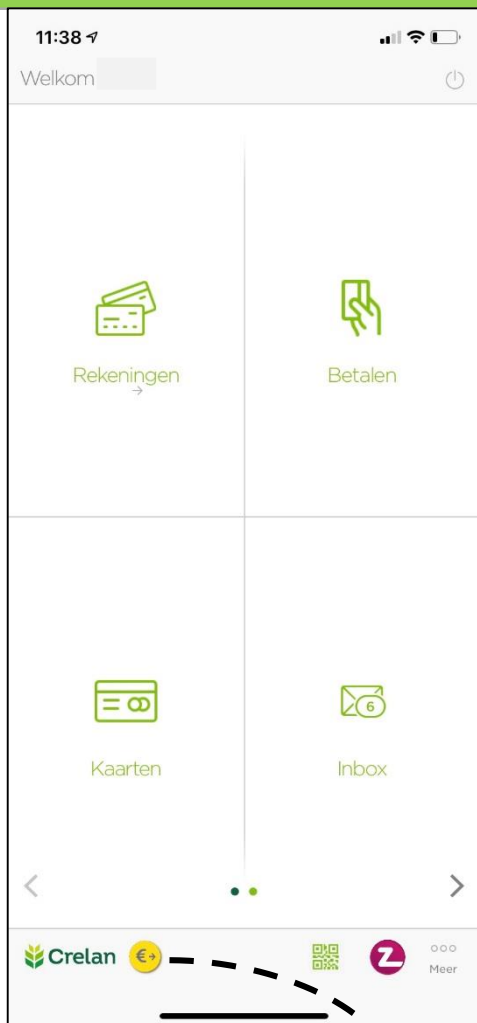 11:38
Welkom
Rekeningen
Betalen
Kaarten
6
Inbox
Crelan
€
Z
Meer